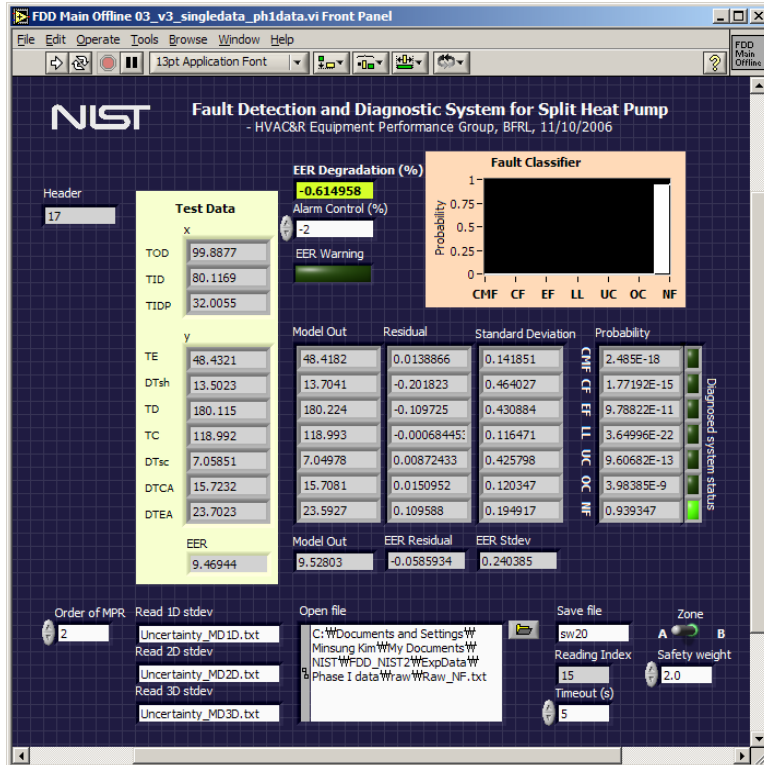 FDD Main Offline 03_v3_singledata_ph1data.vi Front Panel
File Edit Operate Tools Browse Window Help
13pt Application Font
?
FDD
Main
Offline
NIST
Fault Detection and Diagnostic System for Split Heat Pump
- HVAC&R Equipment Performance Group, BFRL, 11/10/2006
Header
17
Test Data
x
TOD 99.8877
TID 80.1169
TIDP 32.0055
y
TE 48.4321
DTsh 13.5023
TD 180.115
TC 118.992
DTsc 7.05851
DTCA 15.7232
DTEA 23.7023
EER
9.46944
EER Degradation (%)
-0.614958
Alarm Control (%)
-2
EER Warning
Fault Classifier
Probability
1
0.75
0.5
0.25
0
CMF CF EF LL UC OC NF
Model Out Residual Standard Deviation Probability
48.4182 0.0138866 0.141851 CMF 2.485E-18
13.7041 -0.201823 0.464027 CF 1.77192E-15
180.224 -0.109725 0.430884 EF 9.78822E-11
118.993 -0.000684453 0.116471 LL 3.64996E-22
7.04978 0.00872433 0.425798 UC 9.60682E-13
15.7081 0.0150952 0.120347 OC 3.98385E-9
23.5927 0.109588 0.194917 NF 0.939347
Diagnosed system status
Model Out EER Residual EER Stdev
9.52803 -0.0585934 0.240385
Order of MPR
2
Read 1D stdev
Uncertainty_MD1D.txt
Read 2D stdev
Uncertainty_MD2D.txt
Read 3D stdev
Uncertainty_MD3D.txt
Open file
C:₩Documents and Settings₩
Minsung Kim₩My Documents₩
NIST₩FDD_NIST2₩ExpData₩
Phase I data₩raw₩Raw_NF.txt
Save file
sw20
Reading Index
15
Timeout (s)
5
Zone
A B
Safety weight
2.0